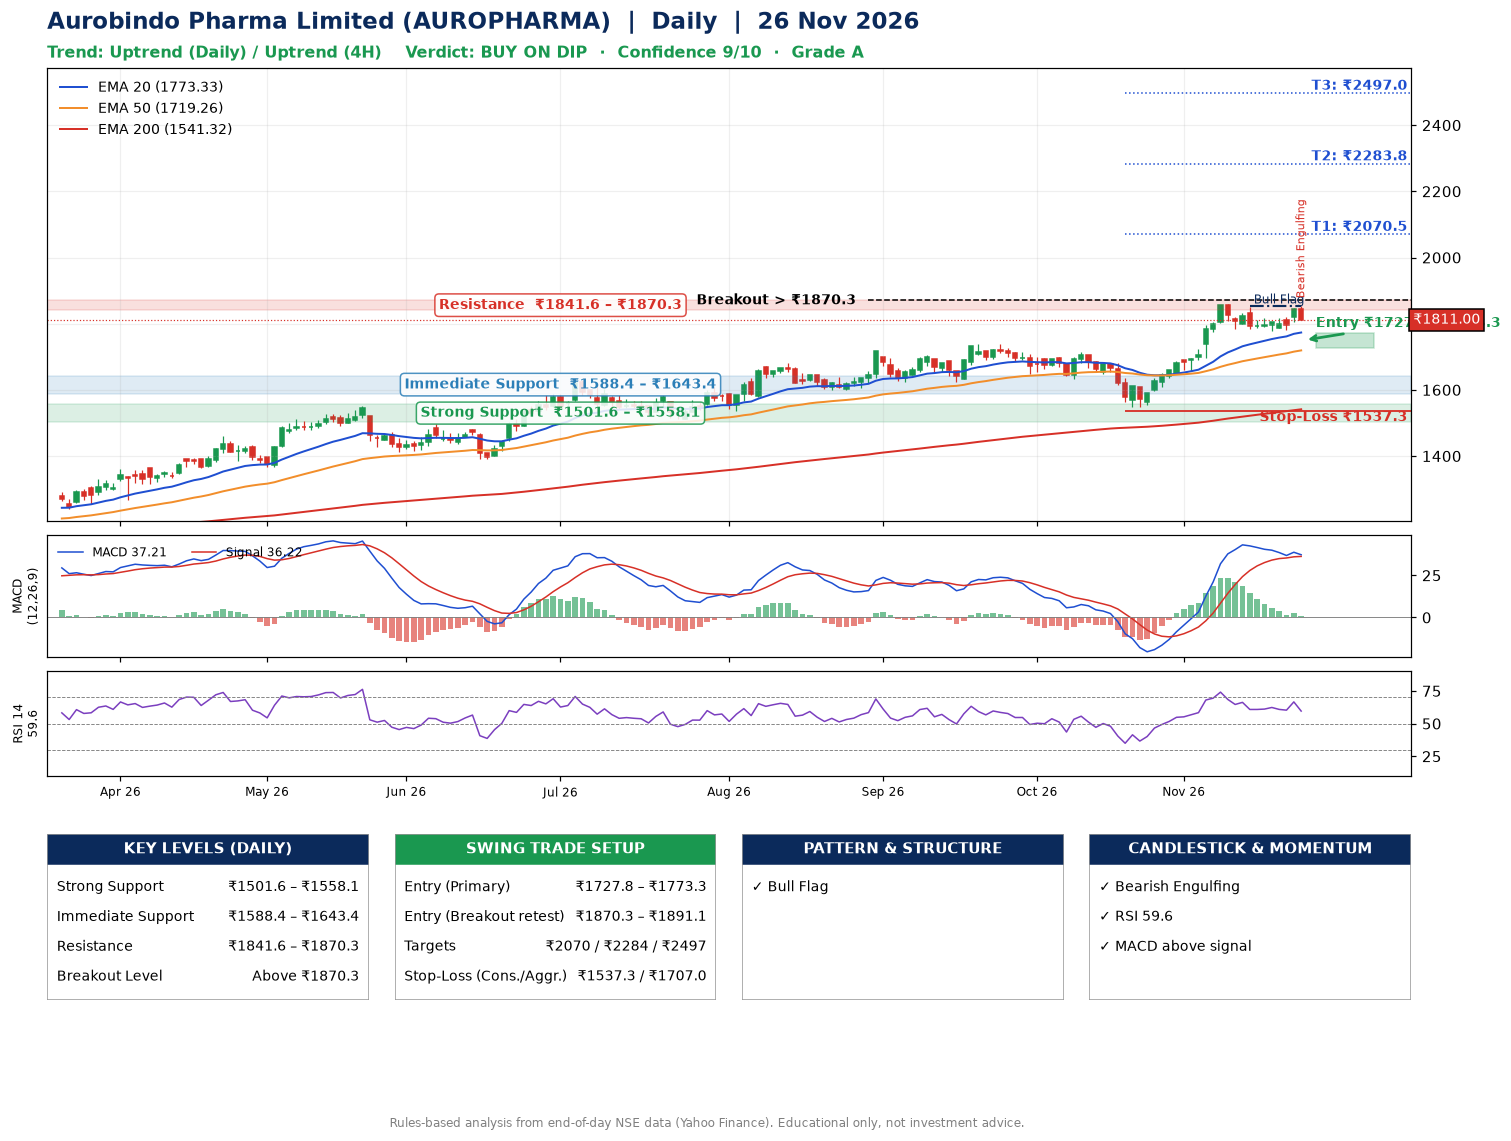 Aurobindo Pharma Limited (AUROPHARMA)  |  Daily  |  26 Nov 2026
Trend: Uptrend (Daily) / Uptrend (4H)    Verdict: BUY ON DIP  ·  Confidence 9/10  ·  Grade A
EMA 20 (1773.33)
EMA 50 (1719.26)
EMA 200 (1541.32)
T3: ₹2497.0
2400
T2: ₹2283.8
2200
T1: ₹2070.5
2000
Bearish Engulfing
Bull Flag
Resistance  ₹1841.6 – ₹1870.3
Breakout > ₹1870.3
Entry ₹1727
.3
₹1811.00
1600
Immediate Support  ₹1588.4 – ₹1643.4
Strong Support  ₹1501.6 – ₹1558.1
Stop-Loss ₹1537.3
1400
MACD 37.21
Signal 36.22
MACD
(12,26,9)
25
0
RSI 14
59.6
75
50
25
Apr 26
May 26
Jun 26
Jul 26
Aug 26
Sep 26
Oct 26
Nov 26
KEY LEVELS (DAILY)
Strong Support ₹1501.6 – ₹1558.1
Immediate Support ₹1588.4 – ₹1643.4
Resistance ₹1841.6 – ₹1870.3
Breakout Level Above ₹1870.3
SWING TRADE SETUP
Entry (Primary) ₹1727.8 – ₹1773.3
Entry (Breakout retest) ₹1870.3 – ₹1891.1
Targets ₹2070 / ₹2284 / ₹2497
Stop-Loss (Cons./Aggr.) ₹1537.3 / ₹1707.0
PATTERN & STRUCTURE
✓ Bull Flag
CANDLESTICK & MOMENTUM
✓ Bearish Engulfing
✓ RSI 59.6
✓ MACD above signal
Rules-based analysis from end-of-day NSE data (Yahoo Finance). Educational only, not investment advice.